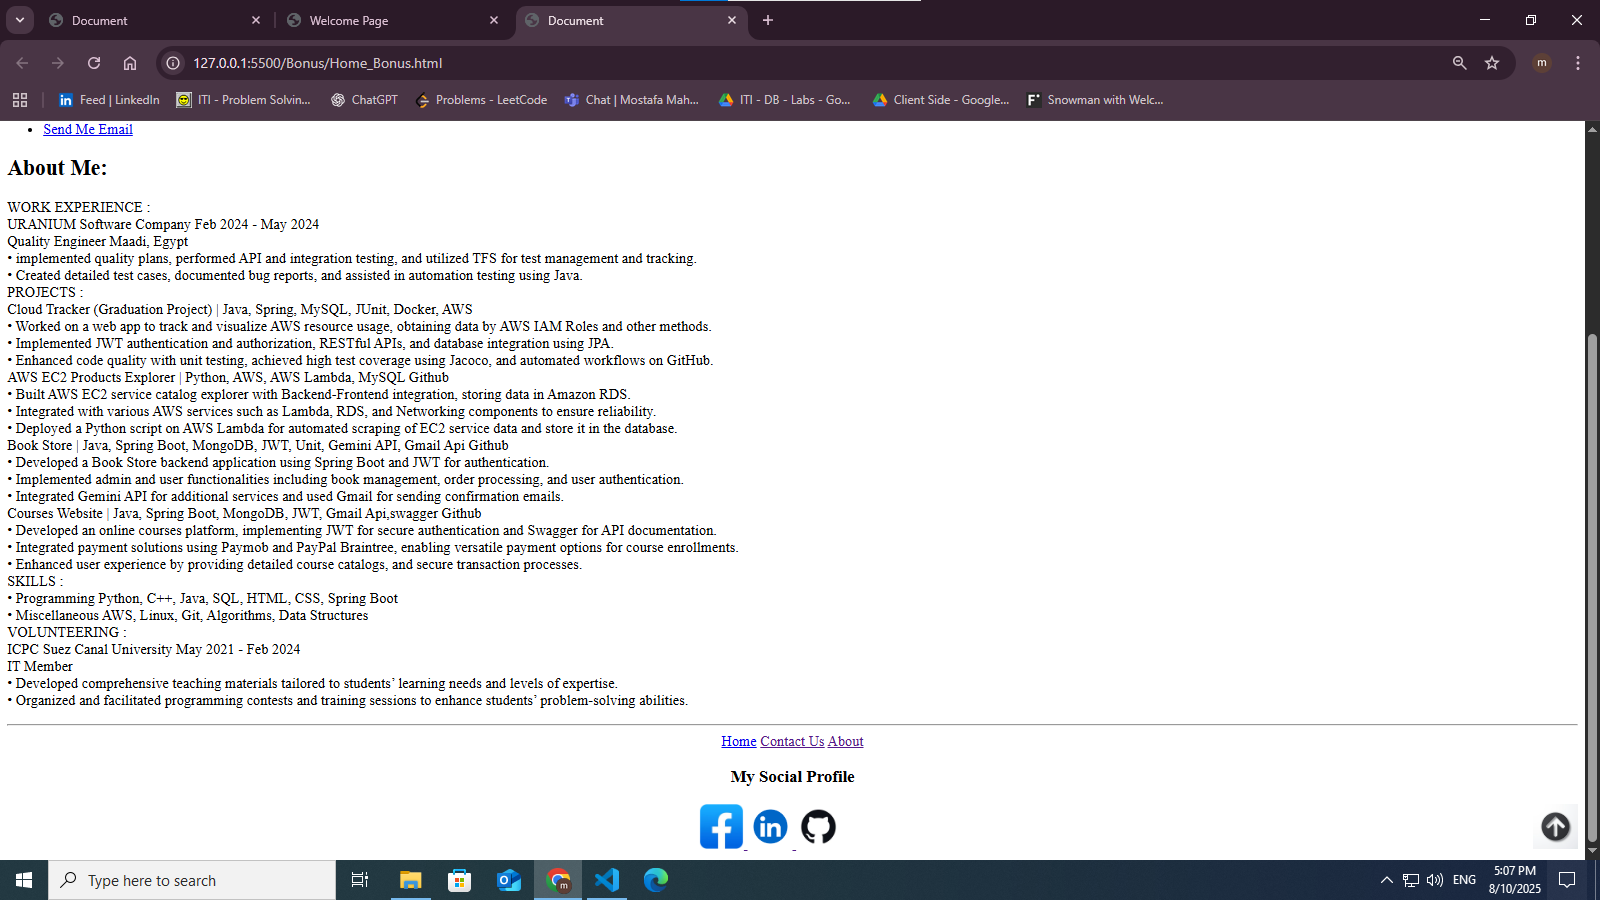 Document
Welcome Page
Document
127.0.0.1:5500/Bonus/Home_Bonus.html
m
Feed | LinkedIn
ITI - Problem Solvin...
ChatGPT
Problems - LeetCode
Chat | Mostafa Mah...
ITI - DB - Labs - Go...
Client Side - Google...
Snowman with Welc...
• Send Me Email
About Me:
WORK EXPERIENCE :
URANIUM Software Company Feb 2024 - May 2024
Quality Engineer Maadi, Egypt
• implemented quality plans, performed API and integration testing, and utilized TFS for test management and tracking.
• Created detailed test cases, documented bug reports, and assisted in automation testing using Java.
PROJECTS :
Cloud Tracker (Graduation Project) | Java, Spring, MySQL, JUnit, Docker, AWS
• Worked on a web app to track and visualize AWS resource usage, obtaining data by AWS IAM Roles and other methods.
• Implemented JWT authentication and authorization, RESTful APIs, and database integration using JPA.
• Enhanced code quality with unit testing, achieved high test coverage using Jacoco, and automated workflows on GitHub.
AWS EC2 Products Explorer | Python, AWS, AWS Lambda, MySQL Github
• Built AWS EC2 service catalog explorer with Backend-Frontend integration, storing data in Amazon RDS.
• Integrated with various AWS services such as Lambda, RDS, and Networking components to ensure reliability.
• Deployed a Python script on AWS Lambda for automated scraping of EC2 service data and store it in the database.
Book Store | Java, Spring Boot, MongoDB, JWT, Unit, Gemini API, Gmail Api Github
• Developed a Book Store backend application using Spring Boot and JWT for authentication.
• Implemented admin and user functionalities including book management, order processing, and user authentication.
• Integrated Gemini API for additional services and used Gmail for sending confirmation emails.
Courses Website | Java, Spring Boot, MongoDB, JWT, Gmail Api,swagger Github
• Developed an online courses platform, implementing JWT for secure authentication and Swagger for API documentation.
• Integrated payment solutions using Paymob and PayPal Braintree, enabling versatile payment options for course enrollments.
• Enhanced user experience by providing detailed course catalogs, and secure transaction processes.
SKILLS :
• Programming Python, C++, Java, SQL, HTML, CSS, Spring Boot
• Miscellaneous AWS, Linux, Git, Algorithms, Data Structures
VOLUNTEERING :
ICPC Suez Canal University May 2021 - Feb 2024
IT Member
• Developed comprehensive teaching materials tailored to students’ learning needs and levels of expertise.
• Organized and facilitated programming contests and training sessions to enhance students’ problem-solving abilities.
Home Contact Us About
My Social Profile
Type here to search
ENG
5:07 PM
8/10/2025